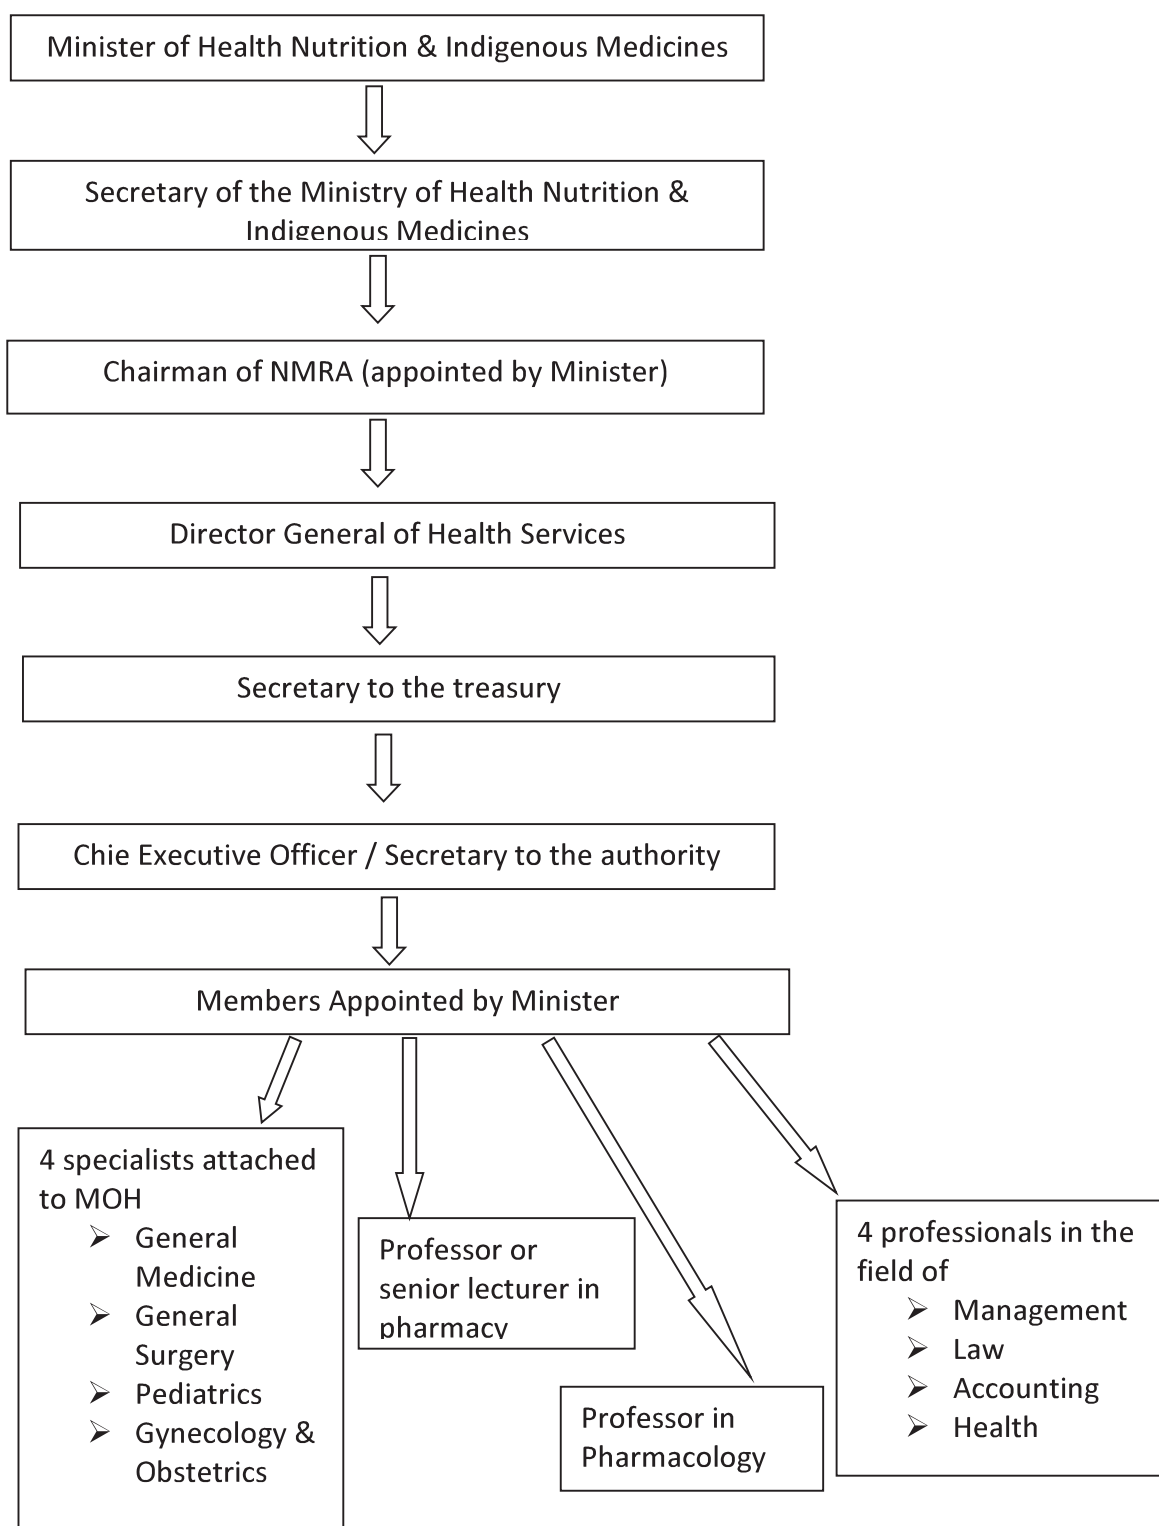 Minister of Health Nutrition & Indigenous Medicines
Secretary of the Ministry of Health Nutrition &
Indigenous Medicines
Chairman of NMRA (appointed by Minister)
Director General of Health Services
Secretary to the treasury
Chie Executive Officer / Secretary to the authority
Members Appointed by Minister
4 specialists attached
to MOH
General
Medicine
General
Surgery
Pediatrics
Gynecology &
Obstetrics
Professor or
senior lecturer in
pharmacy
Professor in
Pharmacology
4 professionals in the
field of
Management
Law
Accounting
Health